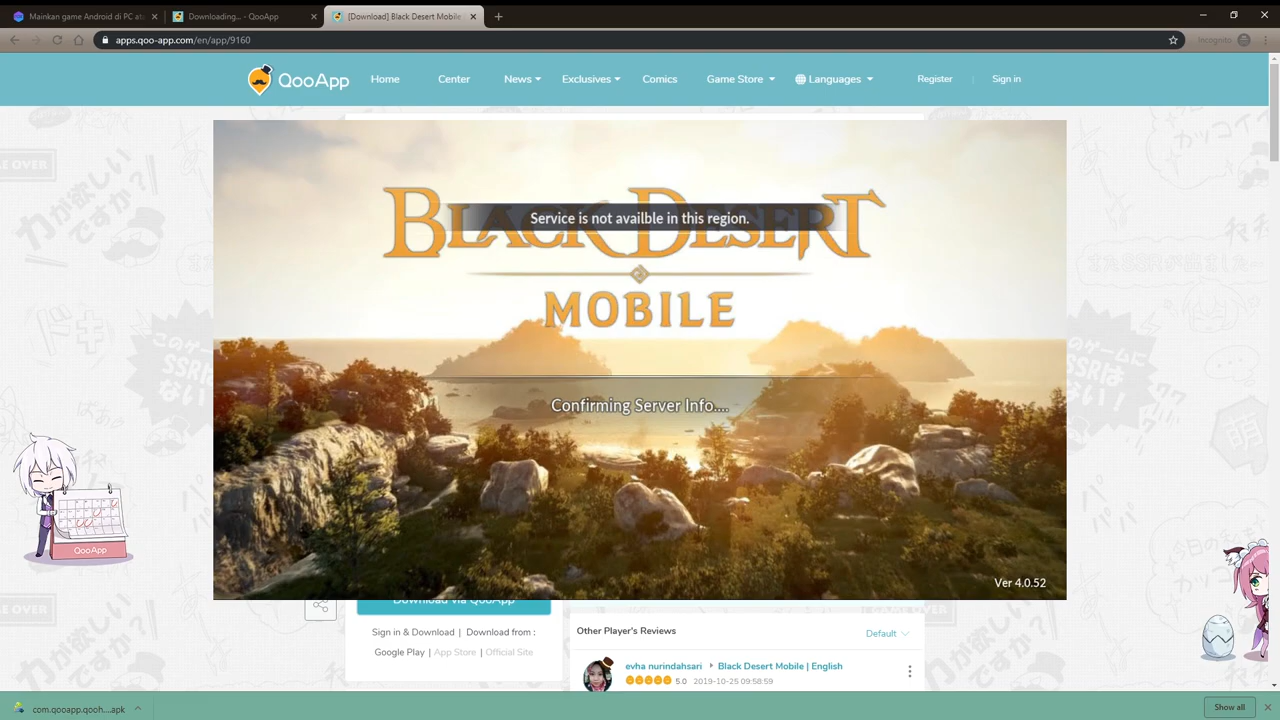 Mainkan game Android di PC ata
Downloading... - QooApp
[Download] Black Desert Mobile
apps.qoo-app.com/en/app/9160
Incognito
QooApp
Home
Center
News
Exclusives
Comics
Game Store
Languages
Register
Sign in
BLACK DESERT
Service is not availble in this region.
MOBILE
Confirming Server Info....
Ver 4.0.52
QooApp
Download via QooApp
Sign in & Download | Download from :
Google Play | App Store | Official Site
Other Player's Reviews
Default
evha nurindahsari
Black Desert Mobile | English
5.0 2019-10-25 09:58:59
com.qooapp.qooh....apk
Show all